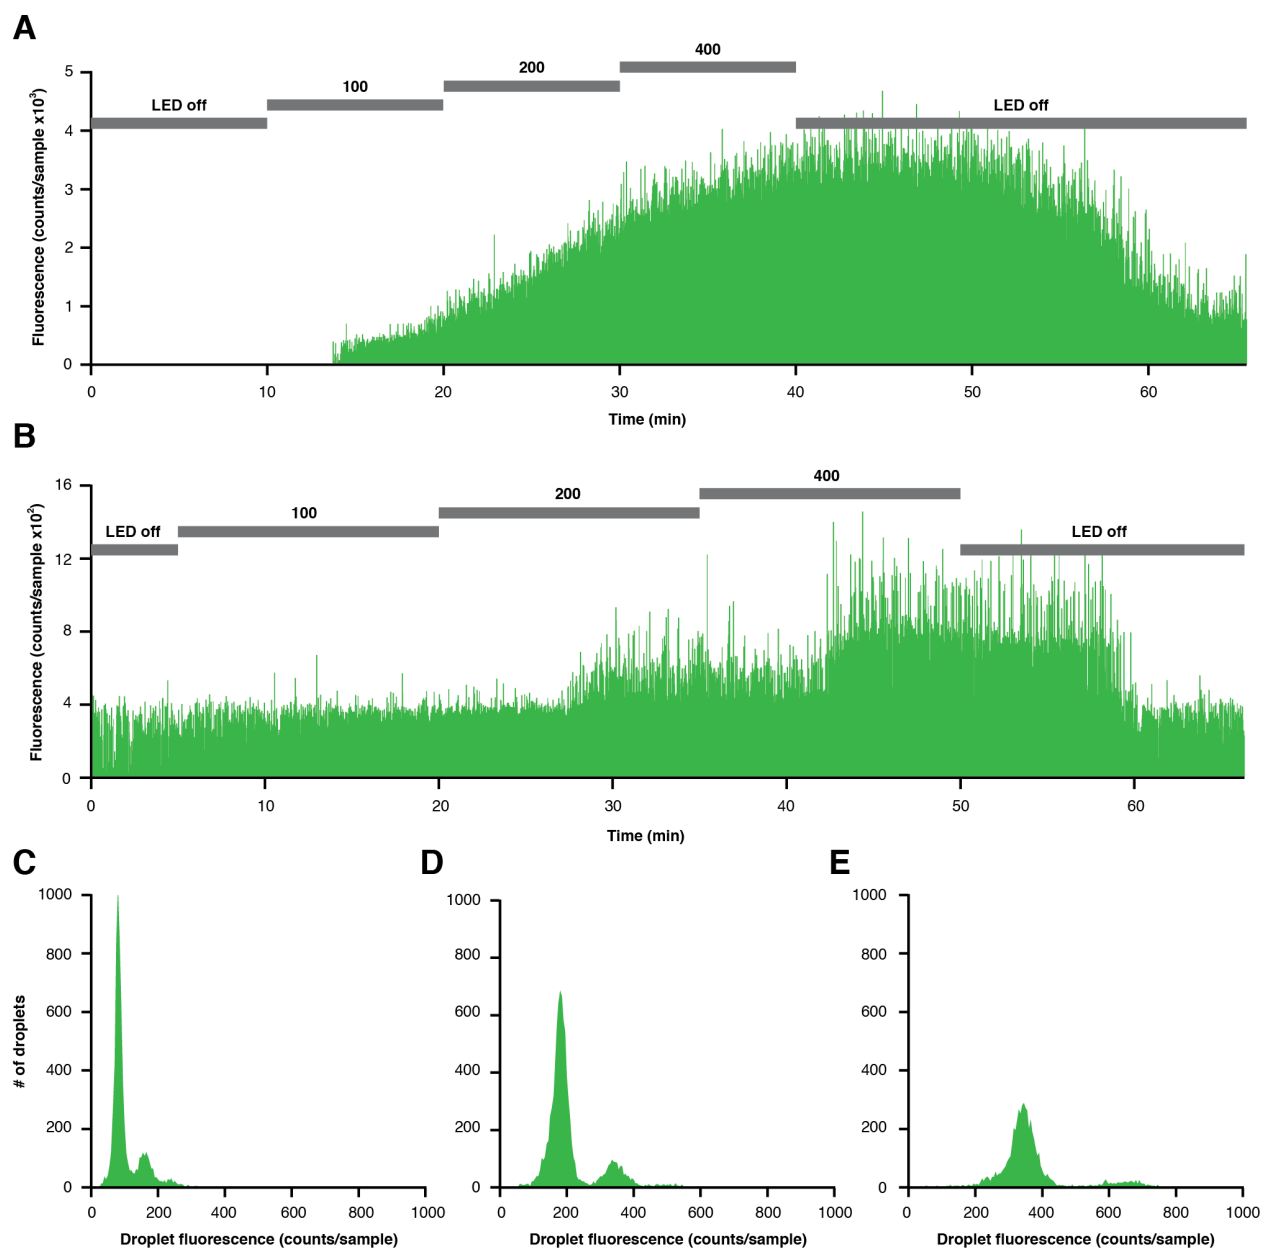 A
400
200
100
LED off
LED off
5
4
3
2
1
0
Fluorescence (counts/sample x10³)
0 10 20 30 40 50 60
Time (min)
B
400
200
100
LED off
LED off
16
12
8
4
0
Fluorescence (counts/sample x10²)
0 10 20 30 40 50 60
Time (min)
C
1000
800
600
400
200
0
# of droplets
0 200 400 600 800 1000
Droplet fluorescence (counts/sample)
D
1000
800
600
400
200
0
0 200 400 600 800 1000
Droplet fluorescence (counts/sample)
E
1000
800
600
400
200
0
0 200 400 600 800 1000
Droplet fluorescence (counts/sample)